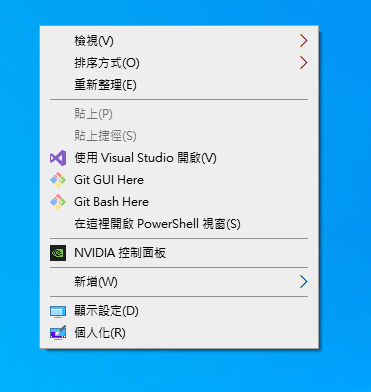 檢視(V)
排序方式(O)
重新整理(E)
貼上(P)
貼上捷徑(S)
使用 Visual Studio 開啟(V)
Git GUI Here
Git Bash Here
在這裡開啟 PowerShell 視窗(S)
NVIDIA 控制面板
新增(W)
顯示設定(D)
個人化(R)